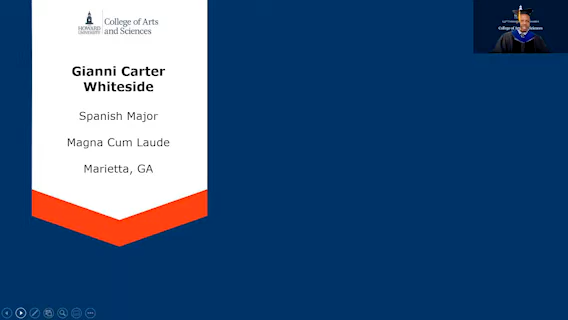 HOWARD
UNIVERSITY
College of Arts
and Sciences
Gianni Carter
Whiteside
Spanish Major
Magna Cum Laude
Marietta, GA